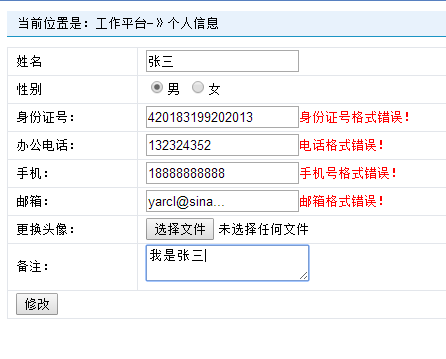 当前位置是：工作平台-》个人信息
姓名 张三
性别 男 女
身份证号： 420183199202013 身份证号格式错误！
办公电话： 132324352 电话格式错误！
手机： 18888888888 手机号格式错误！
邮箱： yarcl@sina... 邮箱格式错误！
更换头像： 选择文件 未选择任何文件
备注： 我是张三
修改